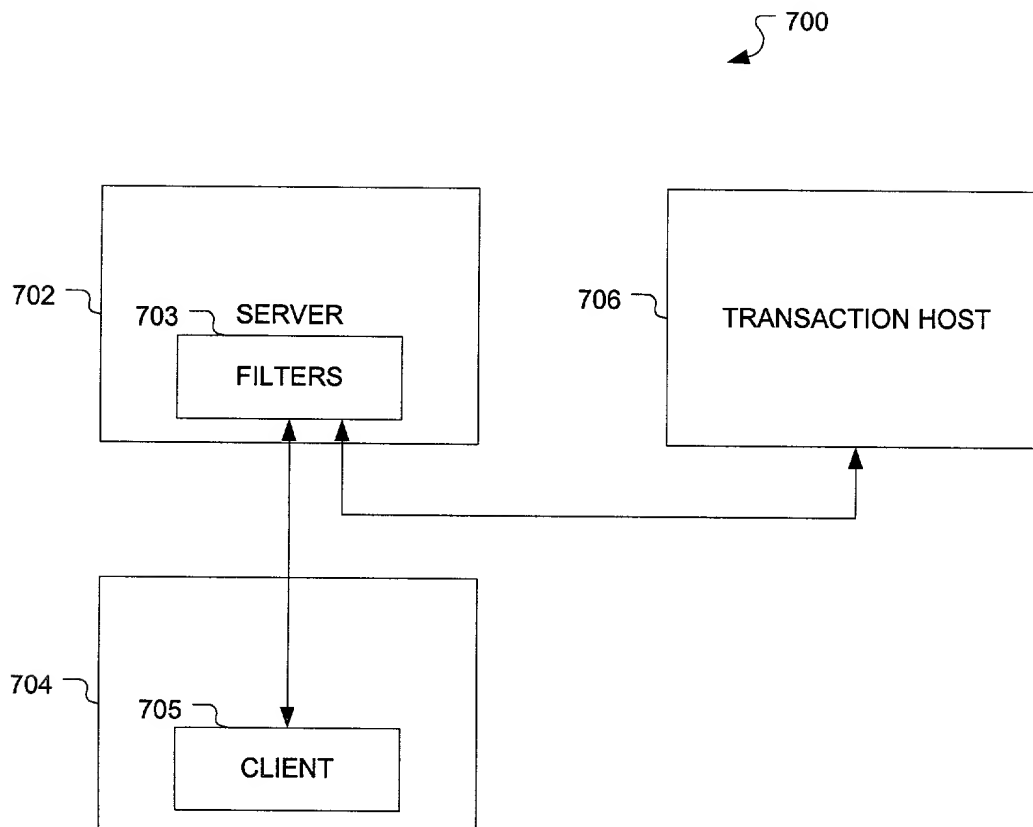 700
702
SERVER
703
FILTERS
706
TRANSACTION HOST
704
705
CLIENT